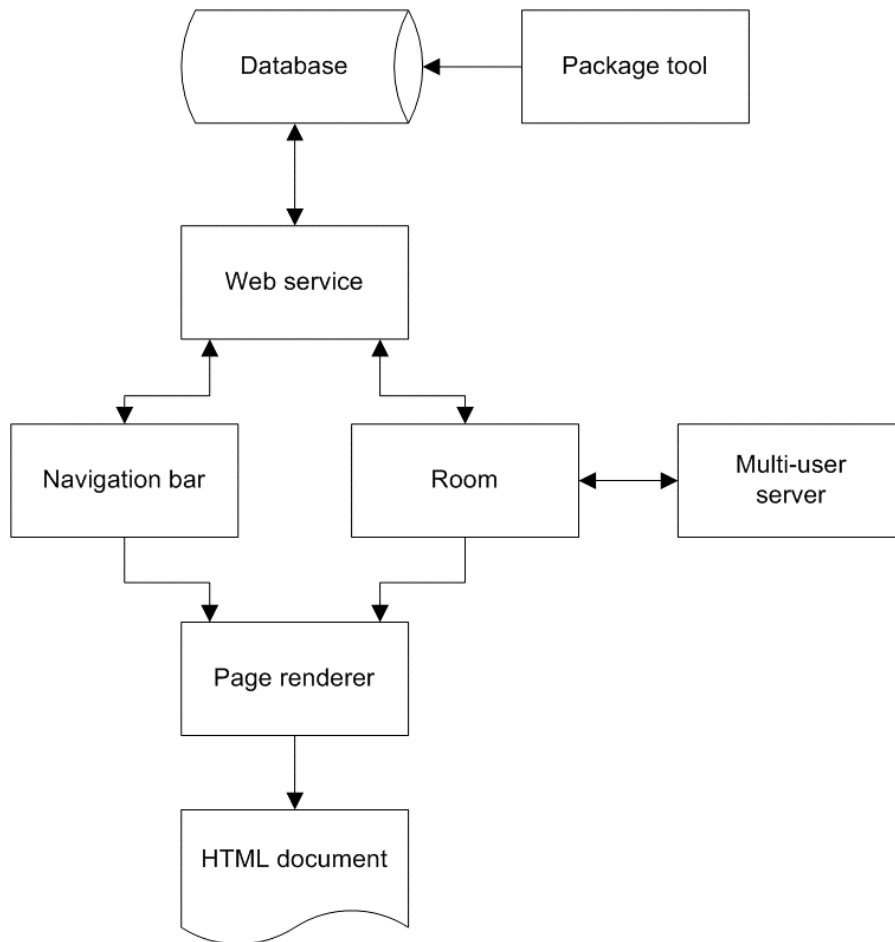 Database
Package tool
Web service
Navigation bar
Room
Multi-user
server
Page renderer
HTML document